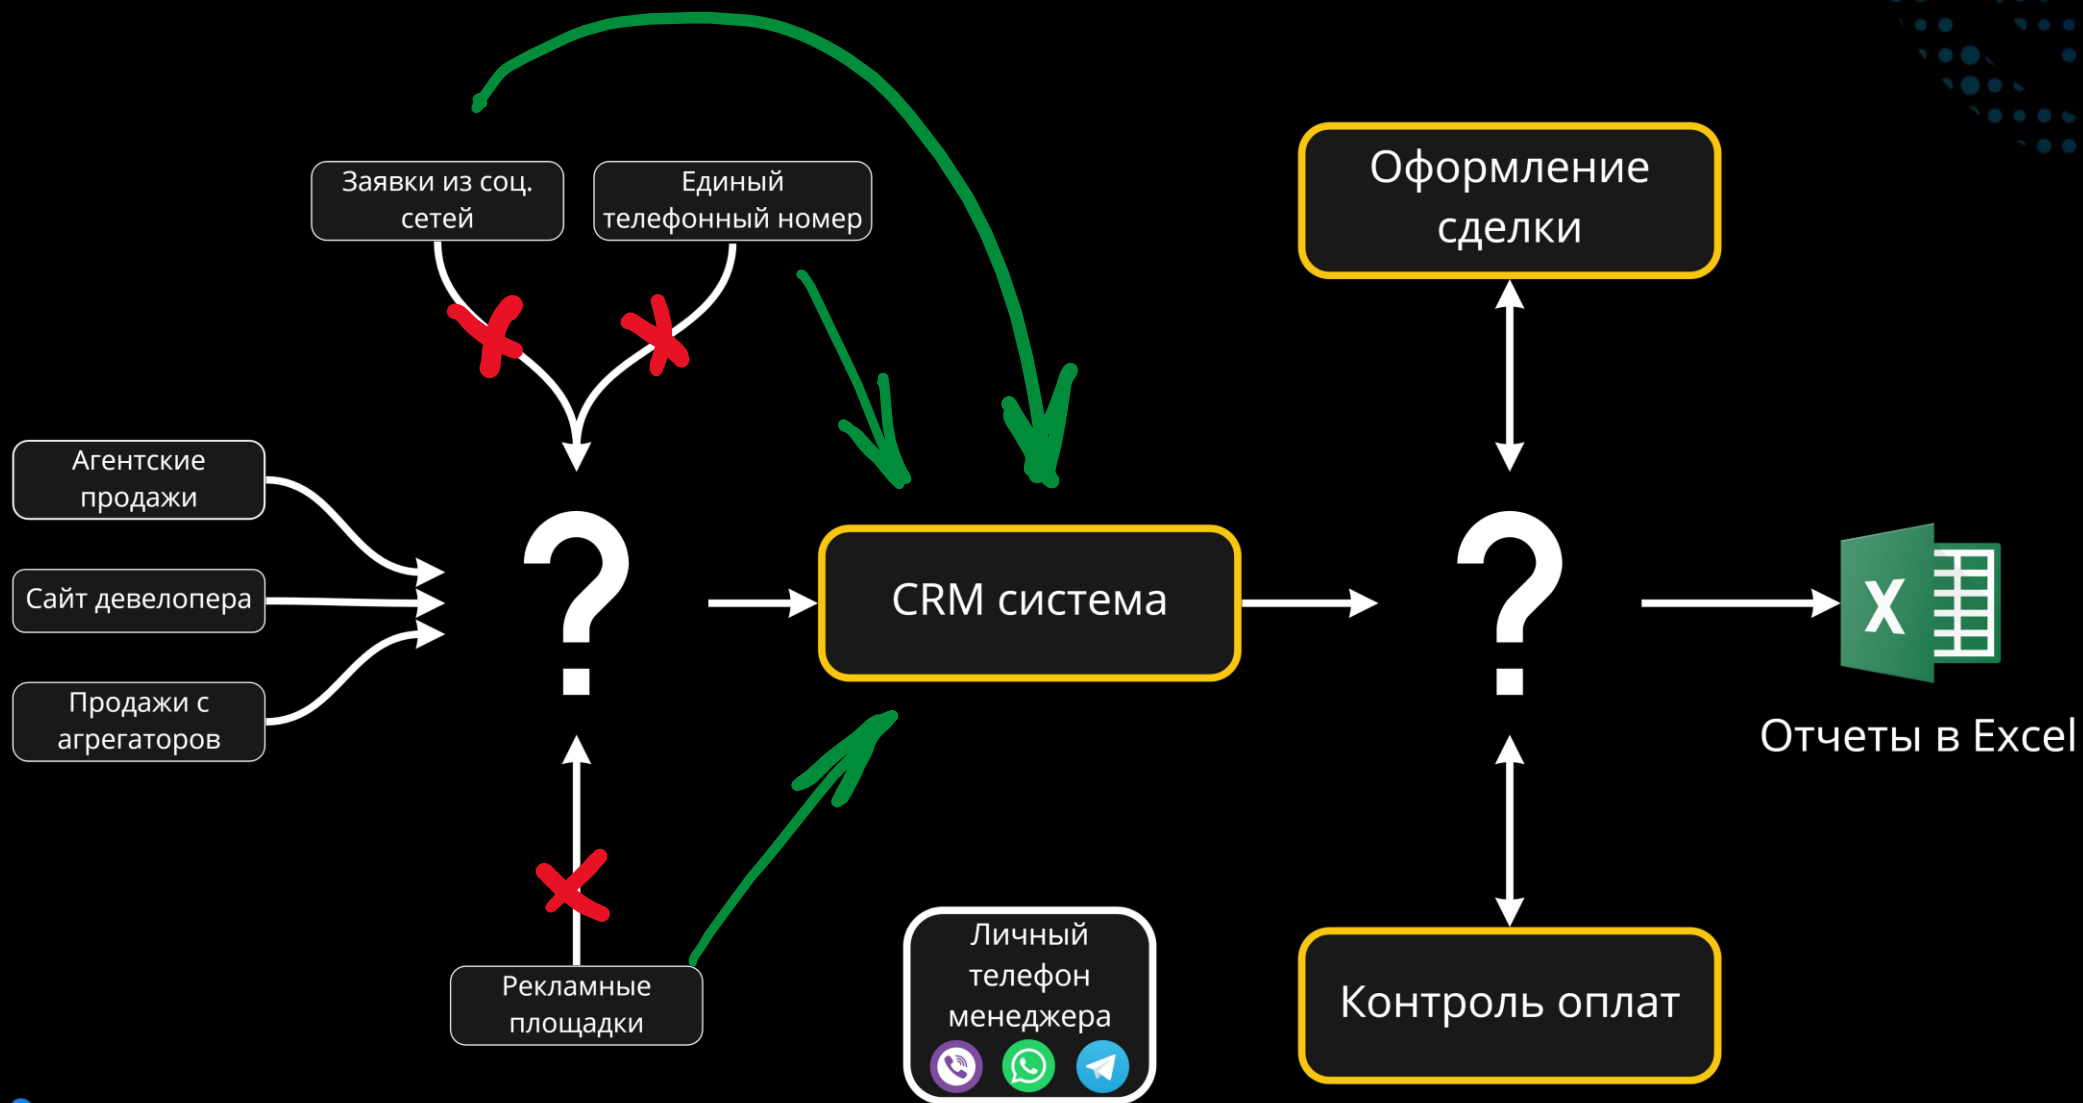 Заявки из соц.
сетей
Единый
телефонный номер
Оформление
сделки
Агентские
продажи
Сайт девелопера
Продажи с
агрегаторов
?
CRM система
?
X
Отчеты в Excel
Рекламные
площадки
Личный
телефон
менеджера
Контроль оплат